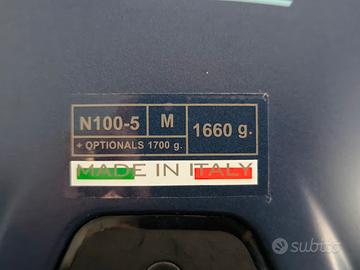 N100-5 M 1660 g.
+ OPTIONALS 1700 g.
MADE IN ITALY
subito